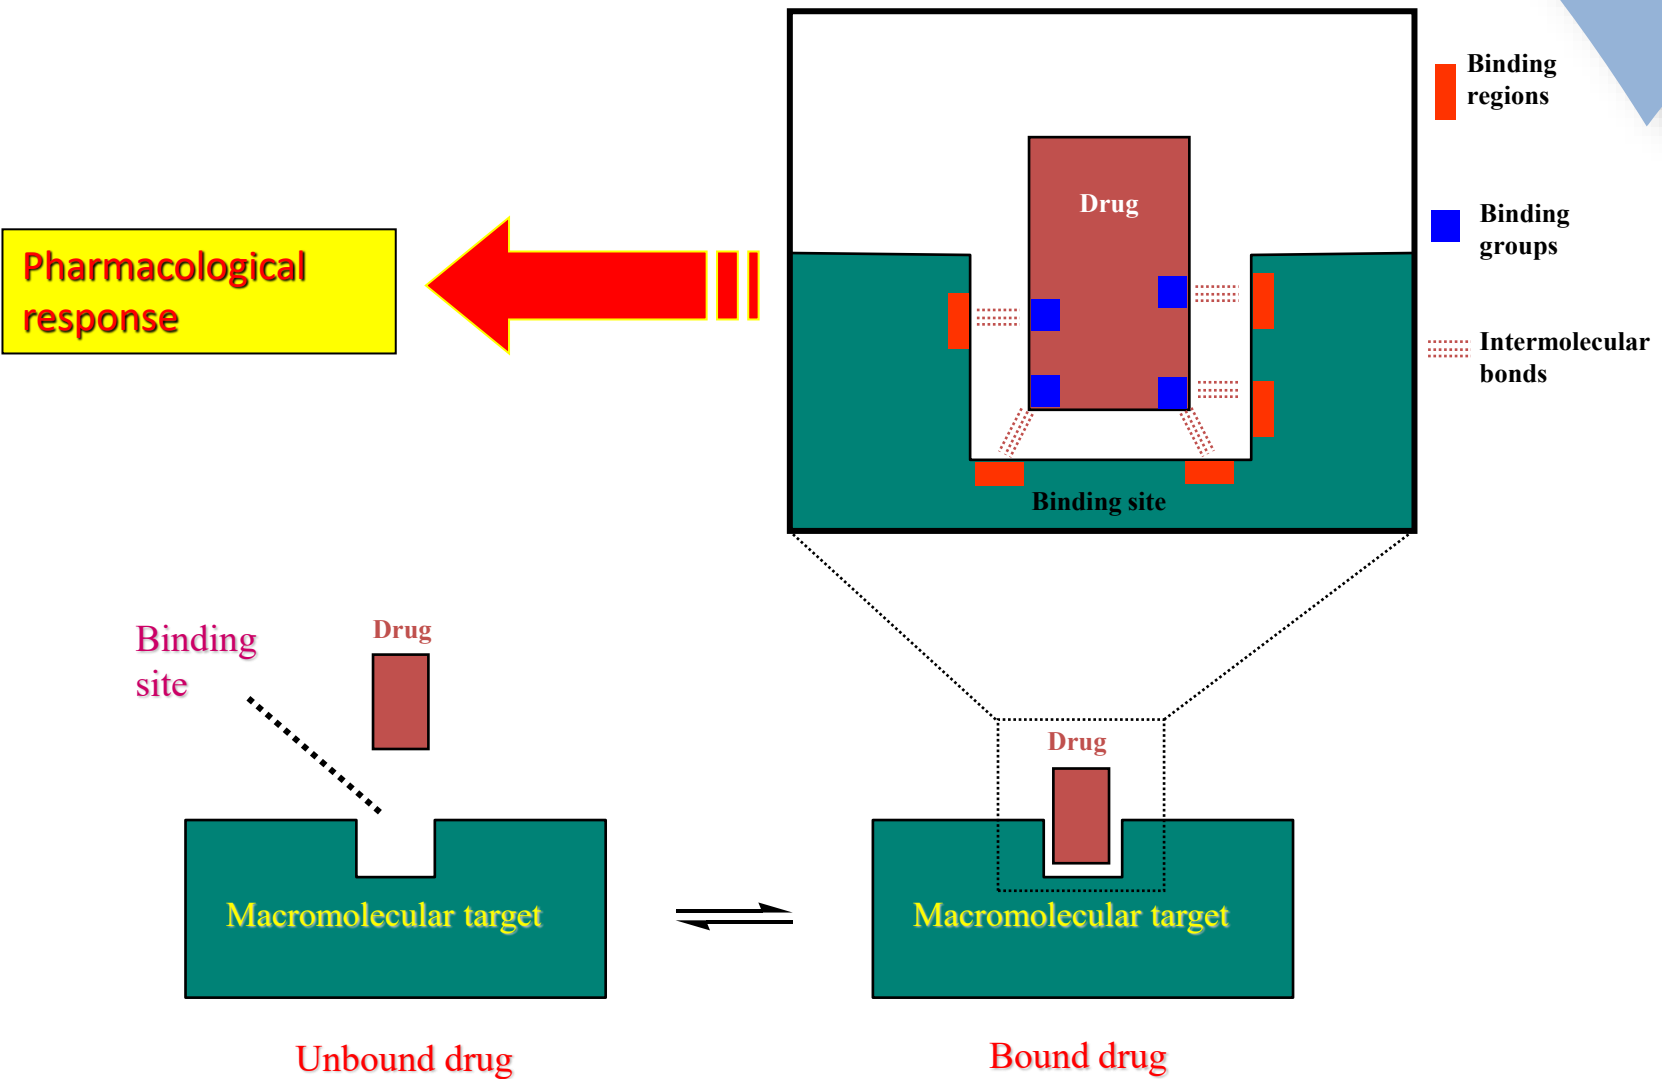 Binding
regions
Drug
Binding
groups
Pharmacological
response
Intermolecular
bonds
Binding site
Binding
site
Drug
Drug
Macromolecular target
Macromolecular target
Unbound drug
Bound drug